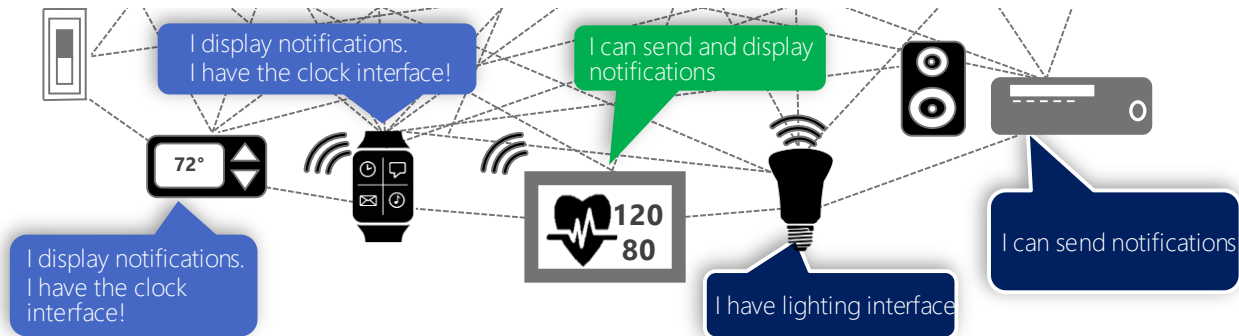 I display notifications.
I have the clock interface!
I can send and display
notifications
72°
120
80
I can send notifications
I display notifications.
I have the clock
interface!
I have lighting interface